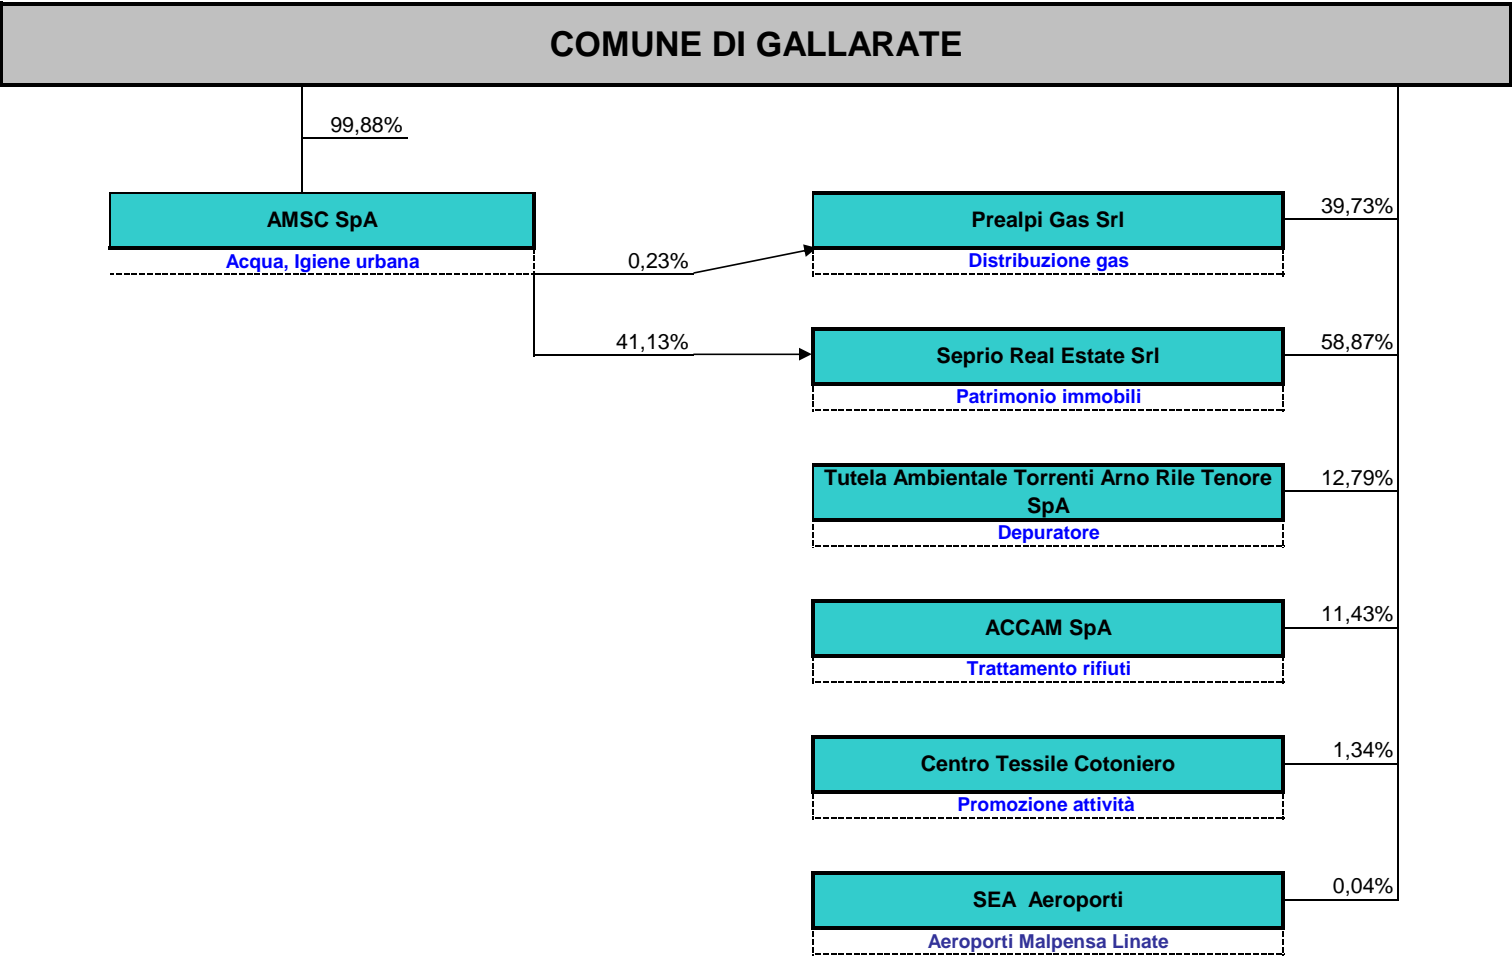 COMUNE DI GALLARATE
99,88%
AMSC SpA
Acqua, Igiene urbana
0,23%
Prealpi Gas Srl
39,73%
Distribuzione gas
41,13%
Seprio Real Estate Srl
58,87%
Patrimonio immobili
Tutela Ambientale Torrenti Arno Rile Tenore
SpA
12,79%
Depuratore
ACCAM SpA
11,43%
Trattamento rifiuti
Centro Tessile Cotoniero
1,34%
Promozione attività
SEA Aeroporti
0,04%
Aeroporti Malpensa Linate